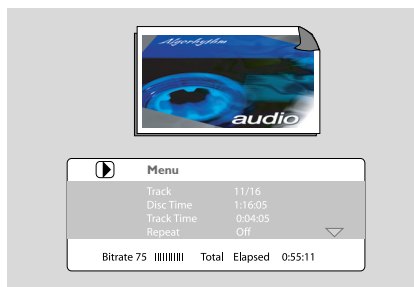 Algorhythm
audio
Menu
Track 11/16
Disc Time 1:16:05
Track Time 0:04:05
Repeat Off
Bitrate 75 Total Elapsed 0:55:11